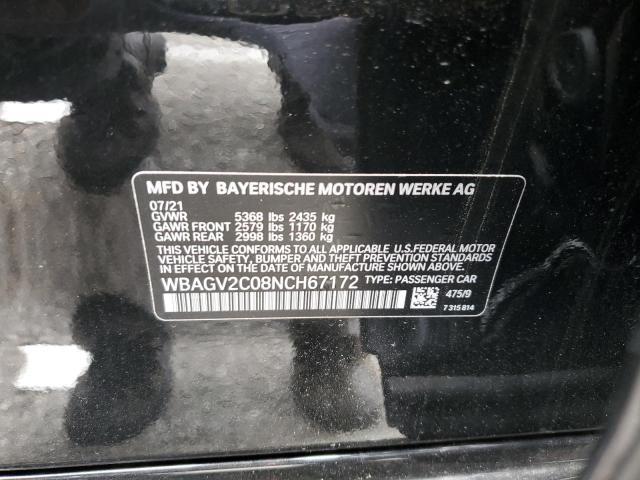 MFD BY BAYERISCHE MOTOREN WERKE AG
07/21
GVWR 5368 lbs 2435 kg
GAWR FRONT 2579 lbs 1170 kg
GAWR REAR 2998 lbs 1360 kg
THIS VEHICLE CONFORMS TO ALL APPLICABLE U.S.FEDERAL MOTOR
VEHICLE SAFETY, BUMPER AND THEFT PREVENTION STANDARDS
IN EFFECT ON THE DATE OF MANUFACTURE SHOWN ABOVE.
WBAGV2C08NCH67172 TYPE: PASSENGER CAR
475/9
7 315 814